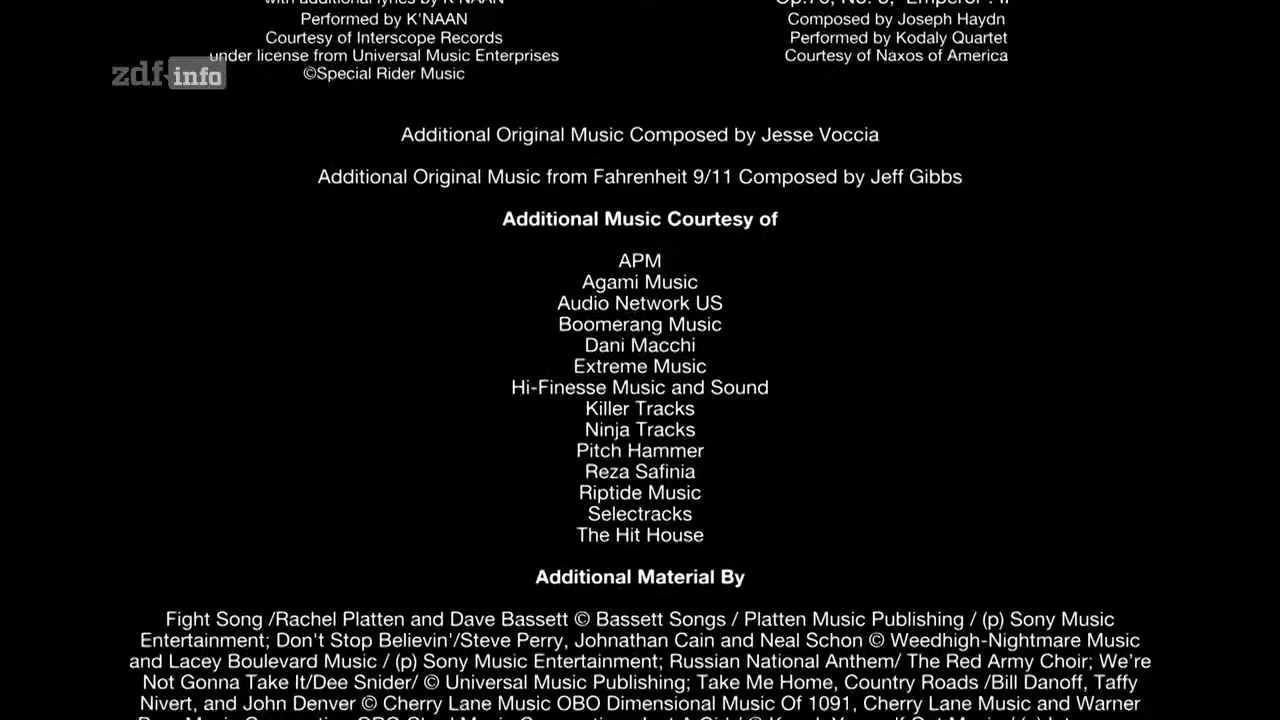 with additional lyrics by K'NAAN
Performed by K'NAAN
Courtesy of Interscope Records
under license from Universal Music Enterprises
©Special Rider Music
Composed by Joseph Haydn
Performed by Kodaly Quartet
Courtesy of Naxos of America
zdf info
Additional Original Music Composed by Jesse Voccia
Additional Original Music from Fahrenheit 9/11 Composed by Jeff Gibbs
Additional Music Courtesy of
APM
Agami Music
Audio Network US
Boomerang Music
Dani Macchi
Extreme Music
Hi-Finesse Music and Sound
Killer Tracks
Ninja Tracks
Pitch Hammer
Reza Safinia
Riptide Music
Selectracks
The Hit House
Additional Material By
Fight Song /Rachel Platten and Dave Bassett © Bassett Songs / Platten Music Publishing / (p) Sony Music
Entertainment; Don't Stop Believin'/Steve Perry, Johnathan Cain and Neal Schon © Weedhigh-Nightmare Music
and Lacey Boulevard Music / (p) Sony Music Entertainment; Russian National Anthem/ The Red Army Choir; We're
Not Gonna Take It/Dee Snider/ © Universal Music Publishing; Take Me Home, Country Roads /Bill Danoff, Taffy
Nivert, and John Denver © Cherry Lane Music OBO Dimensional Music Of 1091, Cherry Lane Music and Warner